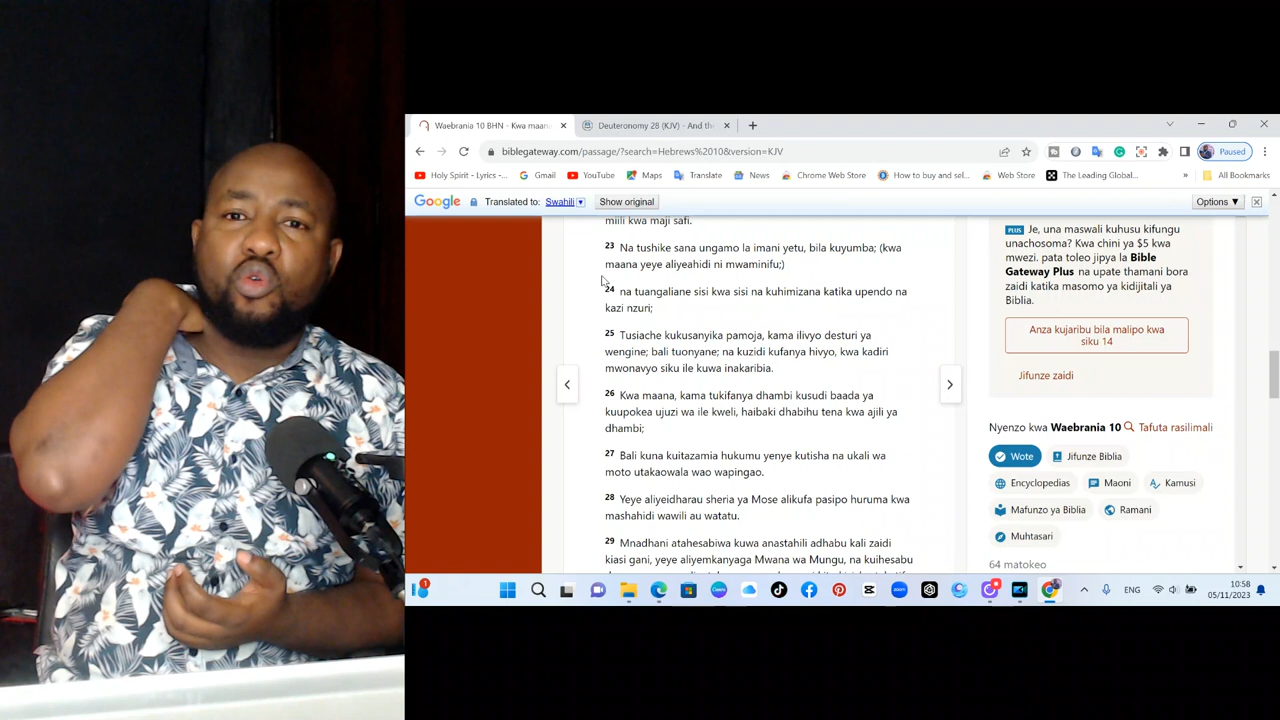 Waebrania 10 BHN - Kwa maana
Deuteronomy 28 (KJV) - And the
biblegateway.com/passage/?search=Hebrews%2010&version=KJV
Paused
Holy Spirit - Lyrics -...
Gmail
YouTube
Maps
Translate
News
Chrome Web Store
How to buy and sel...
Web Store
The Leading Global...
»
All Bookmarks
Google
Translated to: Swahili
Show original
Options ▼
miili kwa maji safi.
23 Na tushike sana ungamo la imani yetu, bila kuyumba; (kwa
maana yeye aliyeahidi ni mwaminifu;)
24 na tuangaliane sisi kwa sisi na kuhimizana katika upendo na
kazi nzuri;
25 Tusiache kukusanyika pamoja, kama ilivyo desturi ya
wengine; bali tuonyane; na kuzidi kufanya hivyo, kwa kadiri
mwonavyo siku ile kuwa inakaribia.
26 Kwa maana, kama tukifanya dhambi kusudi baada ya
kuupokea ujuzi wa ile kweli, haibaki dhabihu tena kwa ajili ya
dhambi;
27 Bali kuna kuitazamia hukumu yenye kutisha na ukali wa
moto utakaowala wao wapingao.
28 Yeye aliyeidharau sheria ya Mose alikufa pasipo huruma kwa
mashahidi wawili au watatu.
29 Mnadhani atahesabiwa kuwa anastahili adhabu kali zaidi
kiasi gani, yeye aliyemkanyaga Mwana wa Mungu, na kuihesabu
PLUS Je, una maswali kuhusu kifungu
unachosoma? Kwa chini ya $5 kwa
mwezi. pata toleo jipya la Bible
Gateway Plus na upate thamani bora
zaidi katika masomo ya kidijitali ya
Biblia.
Anza kujaribu bila malipo kwa
siku 14
Jifunze zaidi
Nyenzo kwa Waebrania 10
Tafuta rasilimali
Wote
Jifunze Biblia
Encyclopedias
Maoni
Kamusi
Mafunzo ya Biblia
Ramani
Muhtasari
64 matokeo
1
zoom
ENG
10:58
05/11/2023